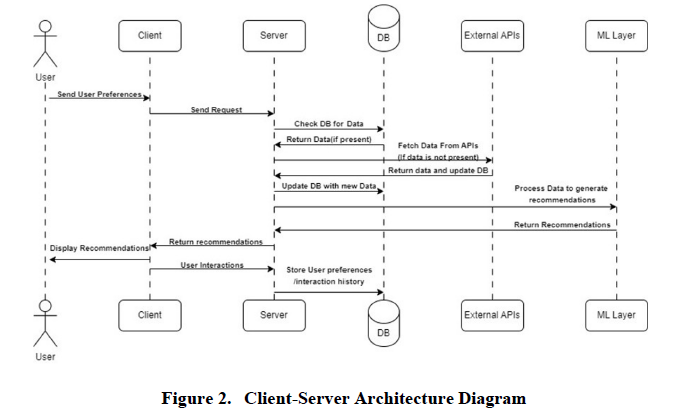 Client
Server
DB
External APIs
ML Layer
User
Send User Preferences
Send Request
Check DB for Data
Return Data(if present)
Fetch Data From APIs
(If data is not present)
Return data and update DB
Update DB with new Data
Process Data to generate
recommendations
Return Recommendations
Return recommendations
Display Recommendations
User Interactions
Store User preferences
/interaction history
Client
Server
DB
External APIs
ML Layer
User
Figure 2. Client-Server Architecture Diagram